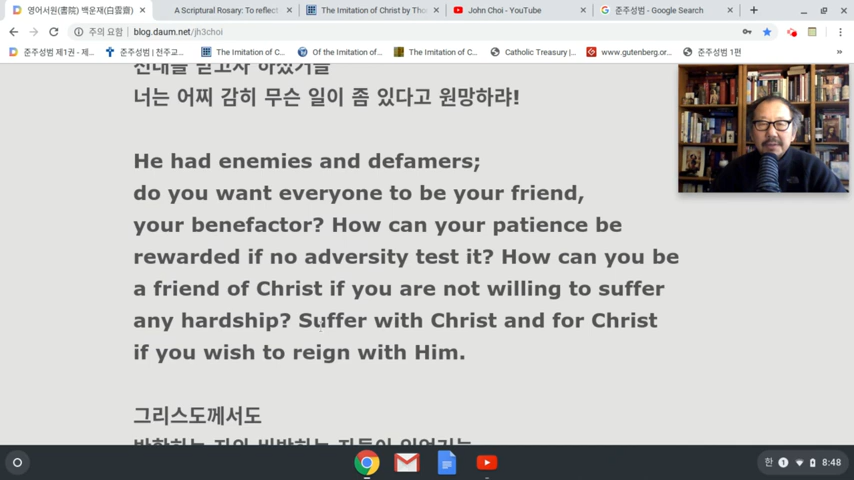 영어서원(書院) 백운재(白雲齋)
A Scriptural Rosary: To reflect
The Imitation of Christ by Tho
John Choi - YouTube
준주성범 - Google Search
주의 요함
blog.daum.net/jh3choi
준주성범 제1권 - 제...
준주성범 | 천주교...
The Imitation of C...
Of the Imitation of...
The Imitation of C...
Catholic Treasury |...
www.gutenberg.or...
준주성범 1편
너는 어찌 감히 무슨 일이 좀 있다고 원망하랴!
He had enemies and defamers;
do you want everyone to be your friend,
your benefactor? How can your patience be
rewarded if no adversity test it? How can you be
a friend of Christ if you are not willing to suffer
any hardship? Suffer with Christ and for Christ
if you wish to reign with Him.
그리스도께서도
한
1
8:48